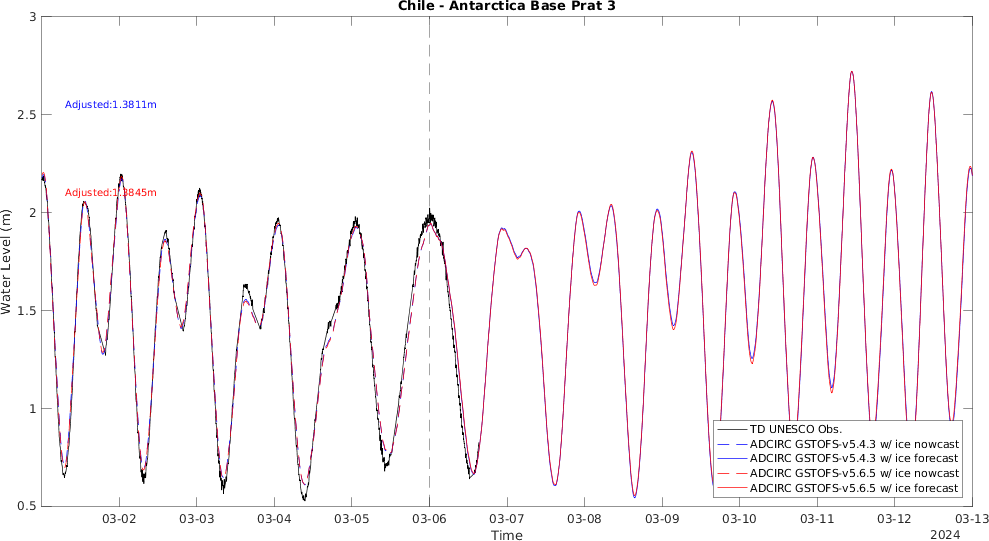 Chile - Antarctica Base Prat 3
3
2.5
2
1.5
1
0.5
Water Level (m)
Adjusted:1.3811m
Adjusted:1.3845m
TD UNESCO Obs.
ADCIRC GSTOFS-v5.4.3 w/ ice nowcast
ADCIRC GSTOFS-v5.4.3 w/ ice forecast
ADCIRC GSTOFS-v5.6.5 w/ ice nowcast
ADCIRC GSTOFS-v5.6.5 w/ ice forecast
03-02 03-03 03-04 03-05 03-06 03-07 03-08 03-09 03-10 03-11 03-12 03-13
Time
2024